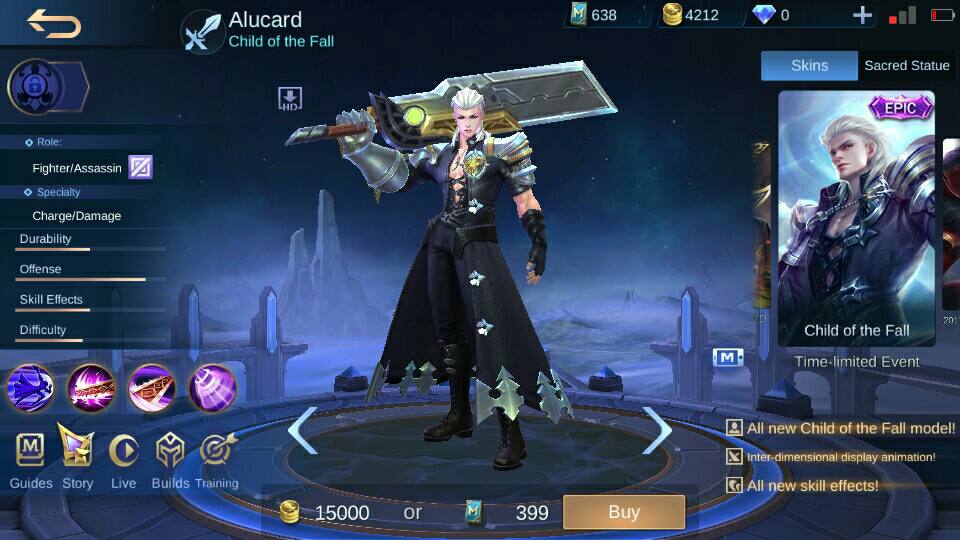 Alucard
Child of the Fall
638
4212
0
HD
Skins
Sacred Statue
Role:
Fighter/Assassin
Specialty
Charge/Damage
Durability
Offense
Skill Effects
Difficulty
EPIC
Child of the Fall
201
Time-limited Event
M
All new Child of the Fall model!
Inter-dimensional display animation!
All new skill effects!
Guides
Story
Live
Builds
Training
15000
or
399
Buy